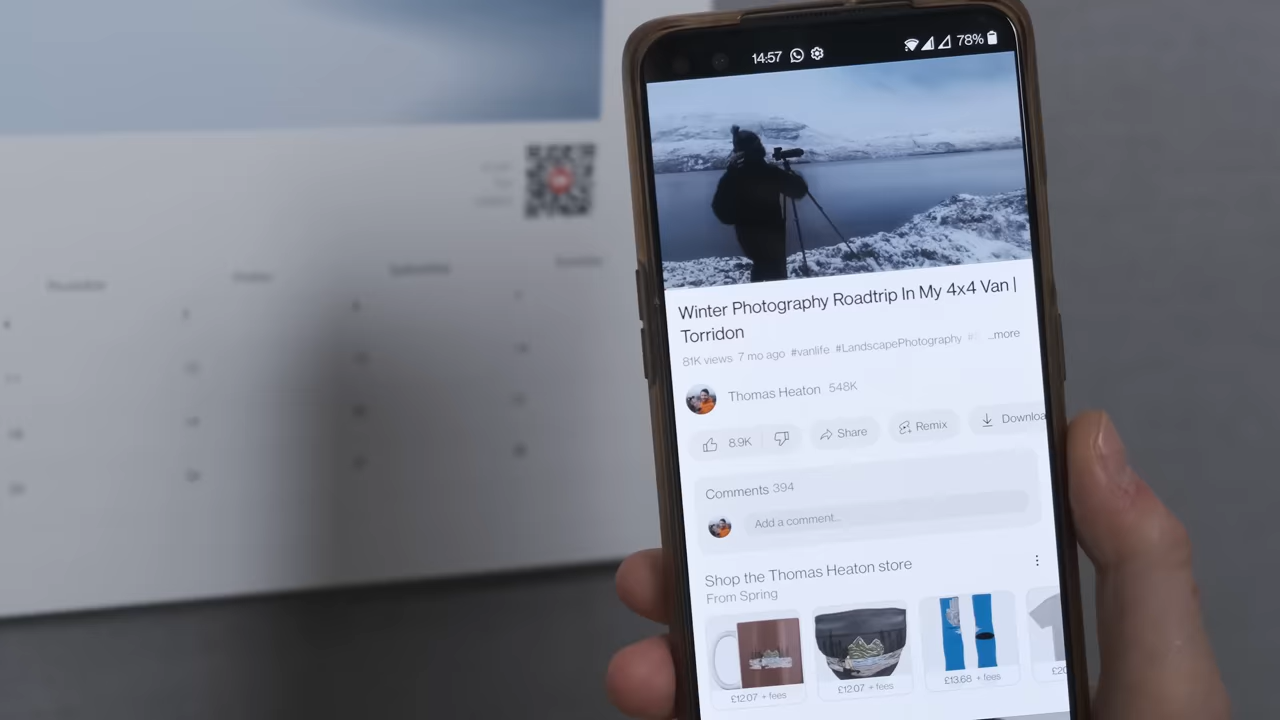 14:57
78%
Winter Photography Roadtrip In My 4x4 Van |
Torridon
81K views 7 mo ago #vanlife #LandscapePhotography ...more
Thomas Heaton 548K
8.9K
Share
Remix
Downloa
Comments 394
Add a comment...
Shop the Thomas Heaton store
From Spring
£12.07 + fees
£12.07 + fees
£13.68 + fees
£20